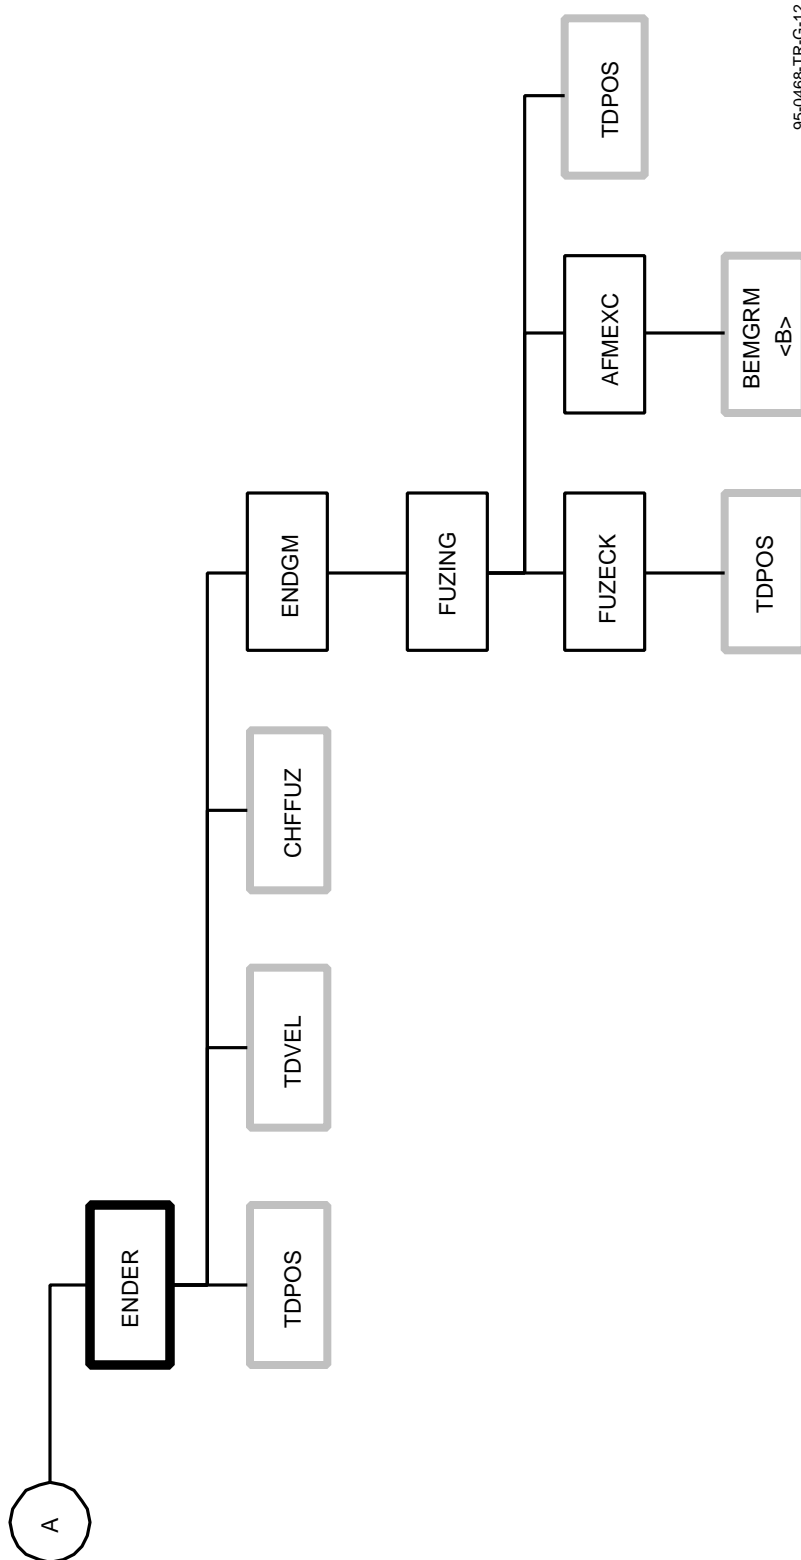 A
ENDER
TDPOS
TDVEL
CHFFUZ
ENDGM
FUZING
FUZECK
AFMEXC
TDPOS
TDPOS
BEMGRM
<B>
95-0468-TR-G-12